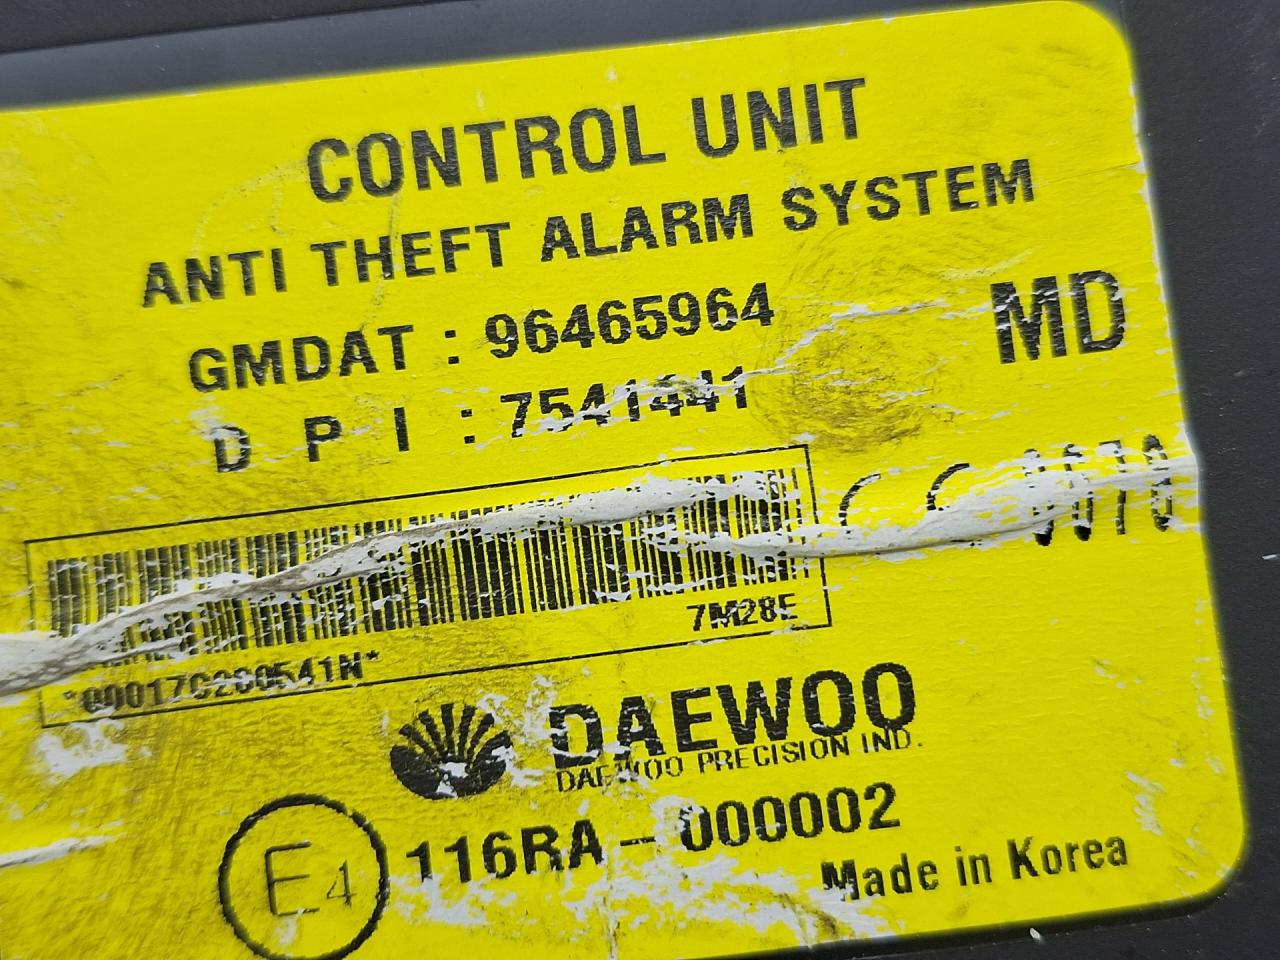 CONTROL UNIT
ANTI THEFT ALARM SYSTEM
GMDAT : 96465964
MD
D P I : 7541441
7M28E
DAEWOO
DAEWOO PRECISION IND.
E4
116RA - 000002
Made in Korea